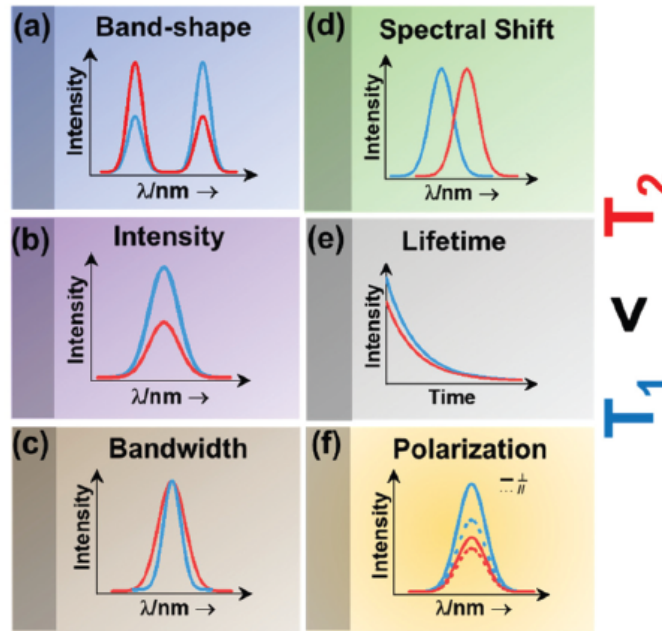 (a) Band-shape
Intensity
λ/nm →
(d) Spectral Shift
Intensity
λ/nm →
(b) Intensity
Intensity
λ/nm →
(e) Lifetime
Intensity
Time
(c) Bandwidth
Intensity
λ/nm →
(f) Polarization
⊥
//
Intensity
λ/nm →
T₁ < T₂